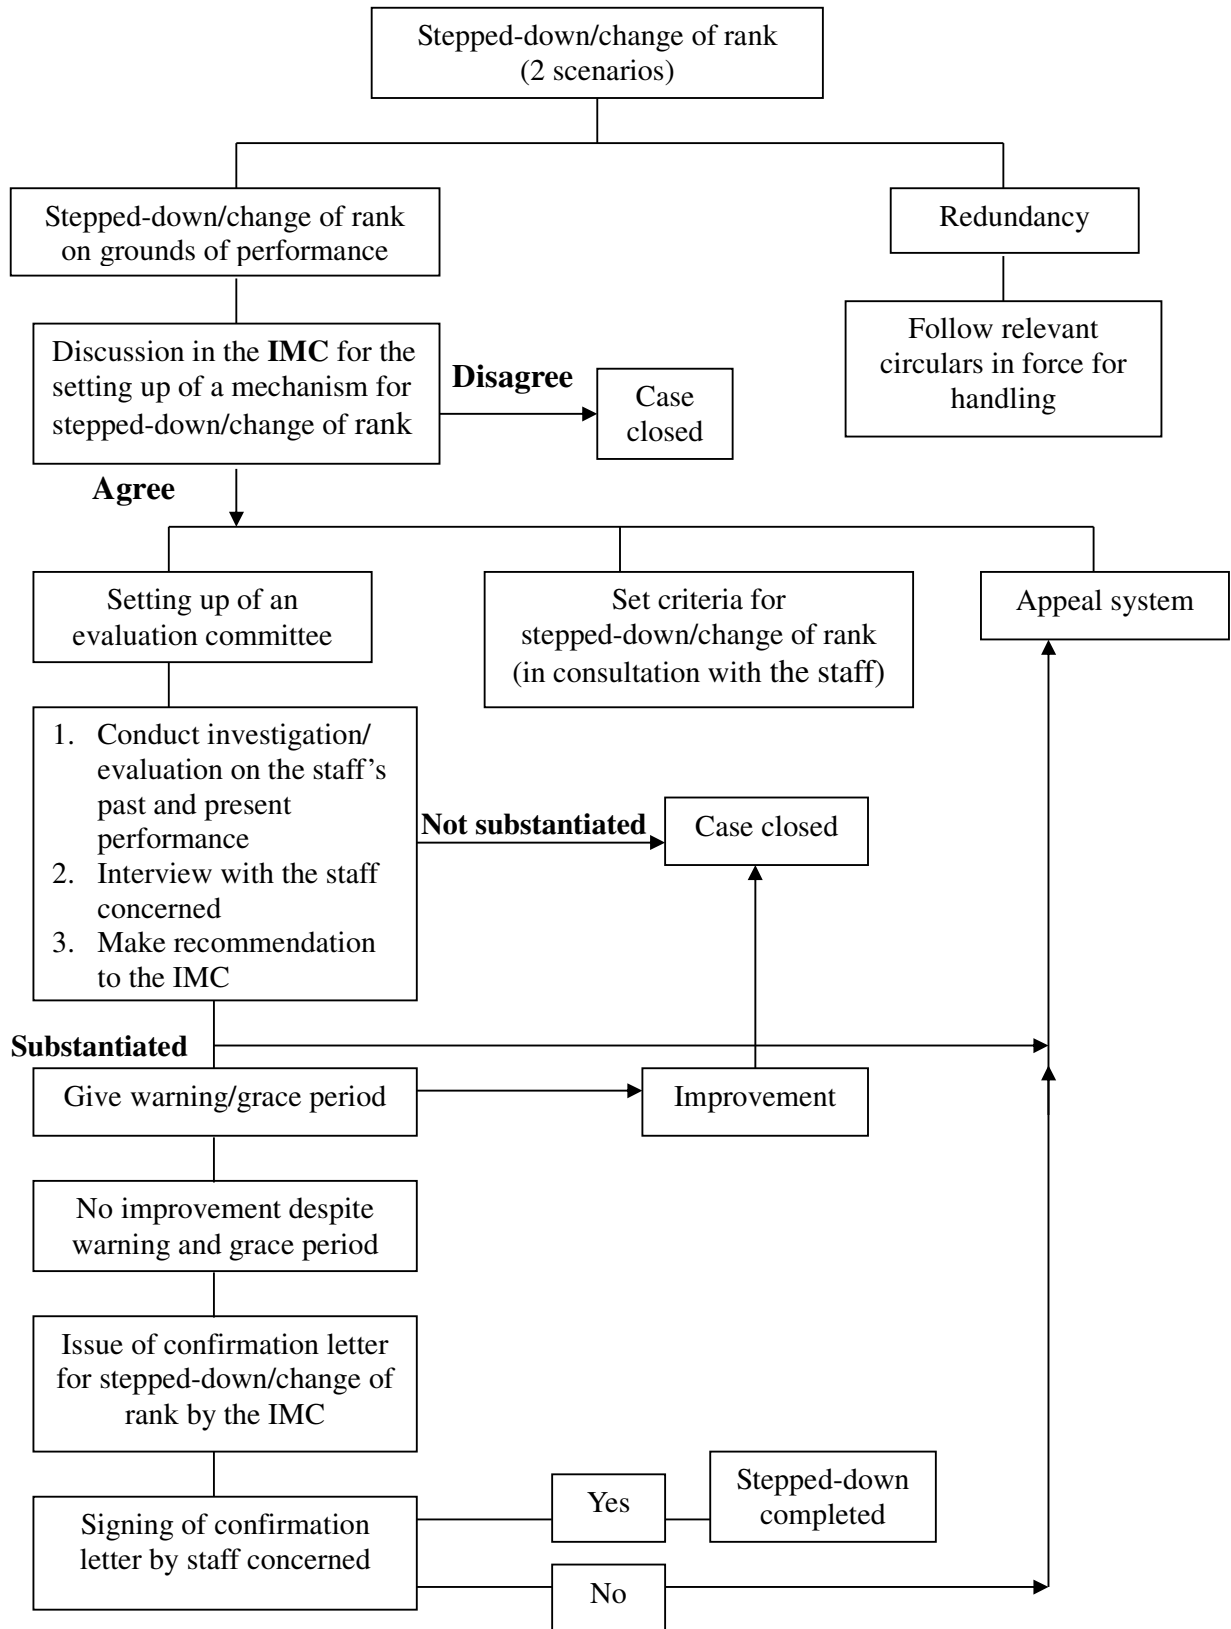 Stepped-down/change of rank
(2 scenarios)
Stepped-down/change of rank
on grounds of performance
Redundancy
Discussion in the IMC for the
setting up of a mechanism for
stepped-down/change of rank
Disagree
Case
closed
Follow relevant
circulars in force for
handling
Agree
Setting up of an
evaluation committee
Set criteria for
stepped-down/change of rank
(in consultation with the staff)
Appeal system
1. Conduct investigation/
evaluation on the staff's
past and present
performance
2. Interview with the staff
concerned
3. Make recommendation
to the IMC
Not substantiated
Case closed
Substantiated
Give warning/grace period
Improvement
No improvement despite
warning and grace period
Issue of confirmation letter
for stepped-down/change of
rank by the IMC
Signing of confirmation
letter by staff concerned
Yes
Stepped-down
completed
No